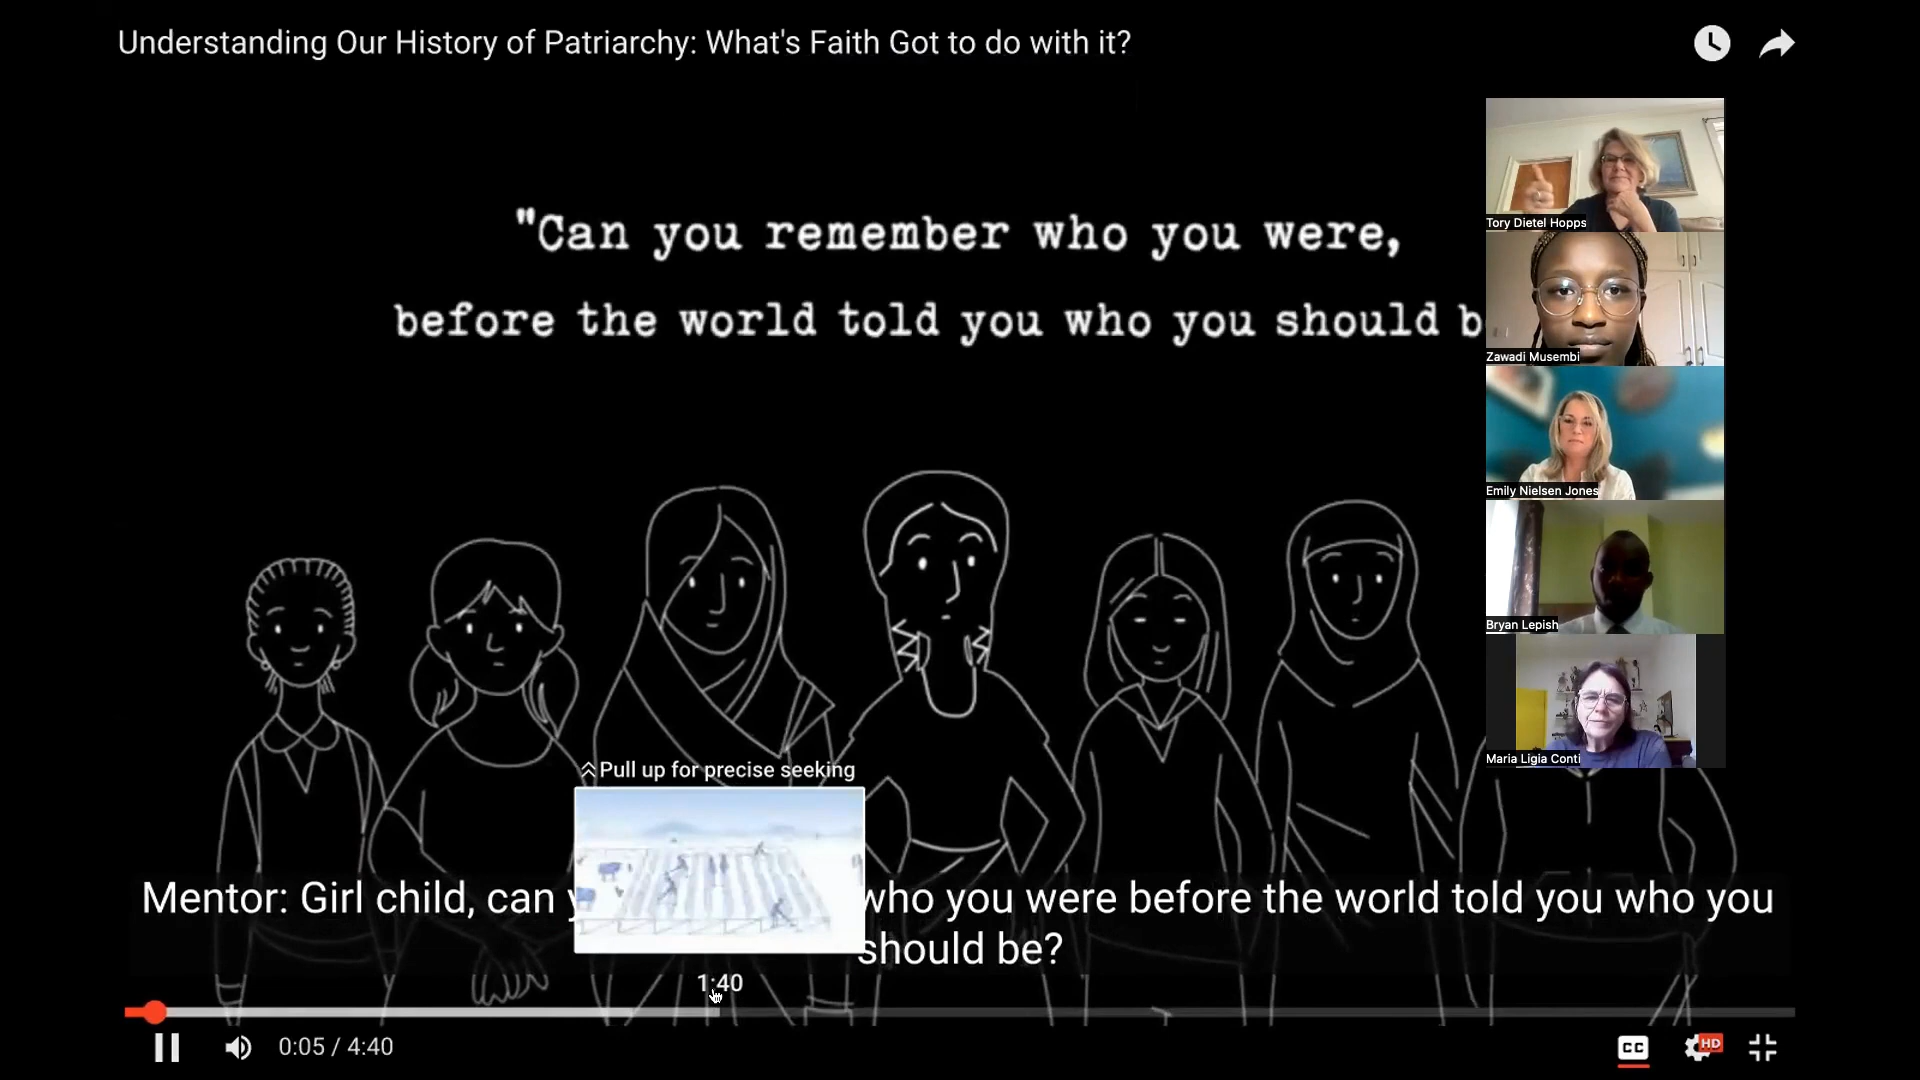 Understanding Our History of Patriarchy: What's Faith Got to do with it?
"Can you remember who you were,
before the world told you who you should b
Tory Dietel Hopps
Zawadi Musembi
Emily Nielsen Jones
Bryan Lepish
Maria Ligia Conti
Pull up for precise seeking
Mentor: Girl child, can who you were before the world told you who you
should be?
1:40
0:05 / 4:40
CC
HD